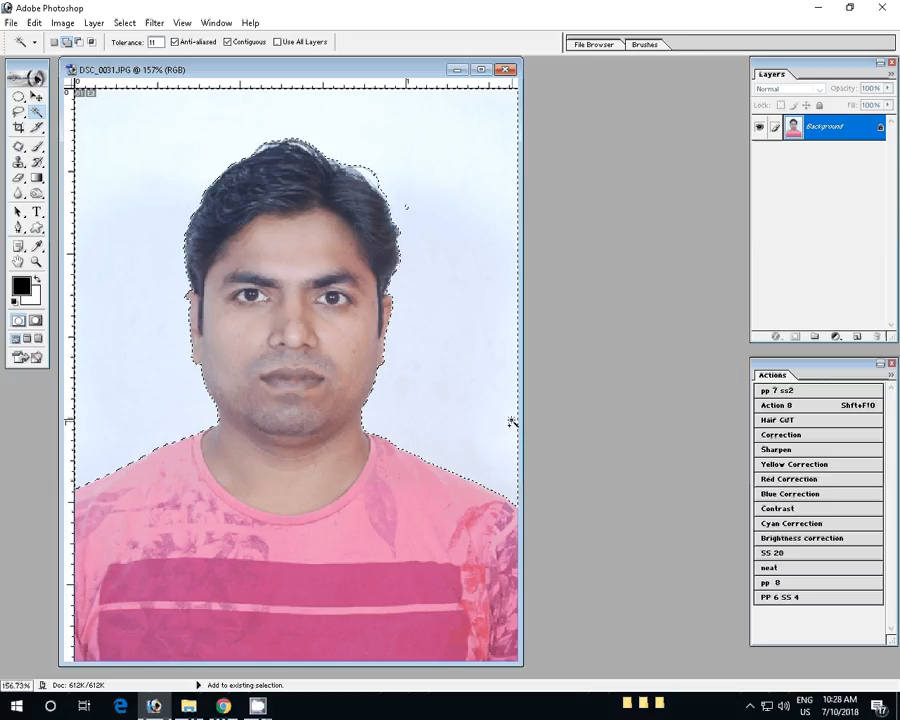 Adobe Photoshop
File Edit Image Layer Select Filter View Window Help
Tolerance: 11 Anti-aliased Contiguous Use All Layers
File Browser Brushes
DSC_0031.JPG @ 157% (RGB)
0 1
0
Layers
Normal Opacity: 100%
Lock: Fill: 100%
Background
Actions
pp 7 ss2
Action 8 Shft+F10
Hair CUT
Correction
Sharpen
Yellow Correction
Red Correction
Blue Correction
Contrast
Cyan Correction
Brightness correction
SS 20
neat
pp 8
PP 6 SS 4
156.73% Doc: 612K/612K Add to existing selection.
ENG
US
10:28 AM
7/10/2018
17